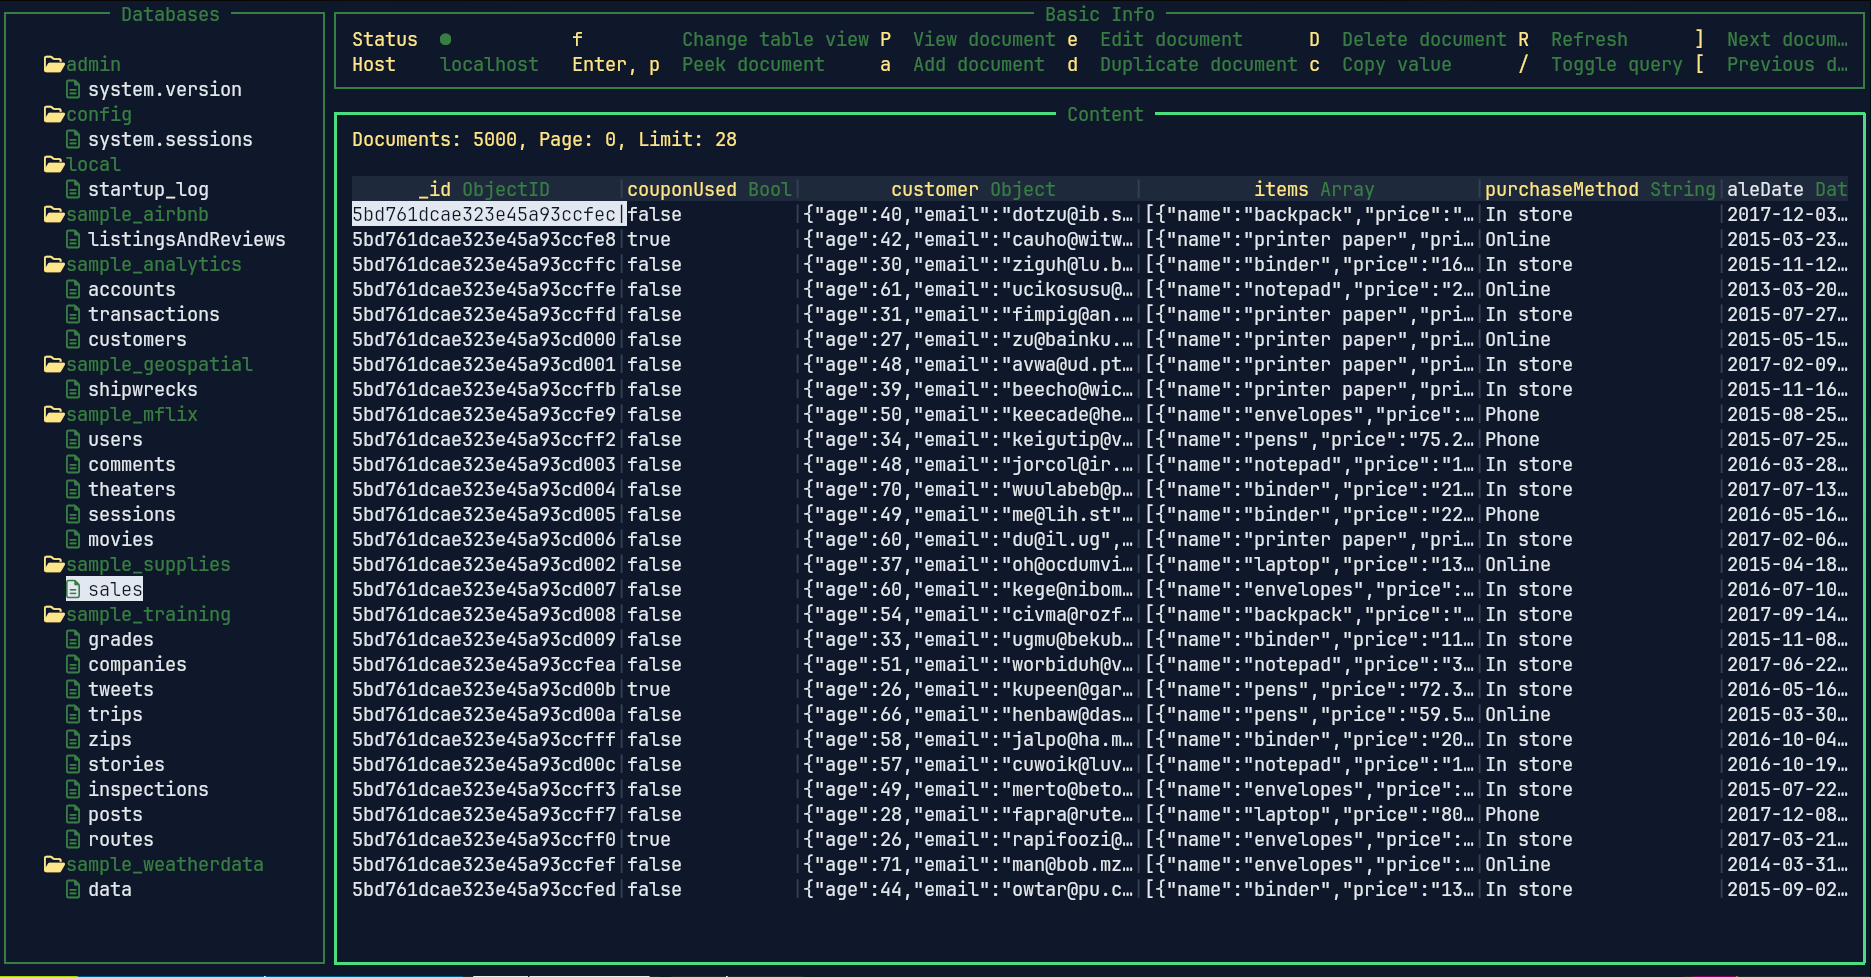 Databases
admin
system.version
config
system.sessions
local
startup_log
sample_airbnb
listingsAndReviews
sample_analytics
accounts
transactions
customers
sample_geospatial
shipwrecks
sample_mflix
users
comments
theaters
sessions
movies
sample_supplies
sales
sample_training
grades
companies
tweets
trips
zips
stories
inspections
posts
routes
sample_weatherdata
data
Basic Info
Status ● f Change table view P View document e Edit document D Delete document R Refresh ] Next docum…
Host localhost Enter, p Peek document a Add document d Duplicate document c Copy value / Toggle query [ Previous d…
Content
Documents: 5000, Page: 0, Limit: 28
_id ObjectID |couponUsed Bool| customer Object | items Array |purchaseMethod String|aleDate Dat
5bd761dcae323e45a93ccfec|false |{"age":40,"email":"dotzu@ib.s…|[{"name":"backpack","price":"…|In store |2017-12-03…
5bd761dcae323e45a93ccfe8|true |{"age":42,"email":"cauho@witw…|[{"name":"printer paper","pri…|Online |2015-03-23…
5bd761dcae323e45a93ccffc|false |{"age":30,"email":"ziguh@lu.b…|[{"name":"binder","price":"16…|In store |2015-11-12…
5bd761dcae323e45a93ccffe|false |{"age":61,"email":"ucikosusu@…|[{"name":"notepad","price":"2…|Online |2013-03-20…
5bd761dcae323e45a93ccffd|false |{"age":31,"email":"fimpig@an.…|[{"name":"printer paper","pri…|In store |2015-07-27…
5bd761dcae323e45a93cd000|false |{"age":27,"email":"zu@bainku.…|[{"name":"printer paper","pri…|Online |2015-05-15…
5bd761dcae323e45a93cd001|false |{"age":48,"email":"avwa@ud.pt…|[{"name":"printer paper","pri…|In store |2017-02-09…
5bd761dcae323e45a93ccffb|false |{"age":39,"email":"beecho@wic…|[{"name":"printer paper","pri…|In store |2015-11-16…
5bd761dcae323e45a93ccfe9|false |{"age":50,"email":"keecade@he…|[{"name":"envelopes","price":…|Phone |2015-08-25…
5bd761dcae323e45a93ccff2|false |{"age":34,"email":"keigutip@v…|[{"name":"pens","price":"75.2…|Phone |2015-07-25…
5bd761dcae323e45a93cd003|false |{"age":48,"email":"jorcol@ir.…|[{"name":"notepad","price":"1…|In store |2016-03-28…
5bd761dcae323e45a93cd004|false |{"age":70,"email":"wuulabeb@p…|[{"name":"binder","price":"21…|In store |2017-07-13…
5bd761dcae323e45a93cd005|false |{"age":49,"email":"me@lih.st"…|[{"name":"binder","price":"22…|Phone |2016-05-16…
5bd761dcae323e45a93cd006|false |{"age":60,"email":"du@il.ug",…|[{"name":"printer paper","pri…|In store |2017-02-06…
5bd761dcae323e45a93cd002|false |{"age":37,"email":"oh@ocdumvi…|[{"name":"laptop","price":"13…|Online |2015-04-18…
5bd761dcae323e45a93cd007|false |{"age":60,"email":"kege@nibom…|[{"name":"envelopes","price":…|In store |2016-07-10…
5bd761dcae323e45a93cd008|false |{"age":54,"email":"civma@rozf…|[{"name":"backpack","price":"…|In store |2017-09-14…
5bd761dcae323e45a93cd009|false |{"age":33,"email":"ugmu@bekub…|[{"name":"binder","price":"11…|In store |2015-11-08…
5bd761dcae323e45a93ccfea|false |{"age":51,"email":"worbiduh@v…|[{"name":"notepad","price":"3…|In store |2017-06-22…
5bd761dcae323e45a93cd00b|true |{"age":26,"email":"kupeen@gar…|[{"name":"pens","price":"72.3…|In store |2016-05-16…
5bd761dcae323e45a93cd00a|false |{"age":66,"email":"henbaw@das…|[{"name":"pens","price":"59.5…|Online |2015-03-30…
5bd761dcae323e45a93ccfff|false |{"age":58,"email":"jalpo@ha.m…|[{"name":"binder","price":"20…|In store |2016-10-04…
5bd761dcae323e45a93cd00c|false |{"age":57,"email":"cuwoik@luv…|[{"name":"notepad","price":"1…|In store |2016-10-19…
5bd761dcae323e45a93ccff3|false |{"age":49,"email":"merto@beto…|[{"name":"envelopes","price":…|In store |2015-07-22…
5bd761dcae323e45a93ccff7|false |{"age":28,"email":"fapra@rute…|[{"name":"laptop","price":"80…|Phone |2017-12-08…
5bd761dcae323e45a93ccff0|true |{"age":26,"email":"rapifoozi@…|[{"name":"envelopes","price":…|In store |2017-03-21…
5bd761dcae323e45a93ccfef|false |{"age":71,"email":"man@bob.mz…|[{"name":"envelopes","price":…|Online |2014-03-31…
5bd761dcae323e45a93ccfed|false |{"age":44,"email":"owtar@pu.c…|[{"name":"binder","price":"13…|In store |2015-09-02…